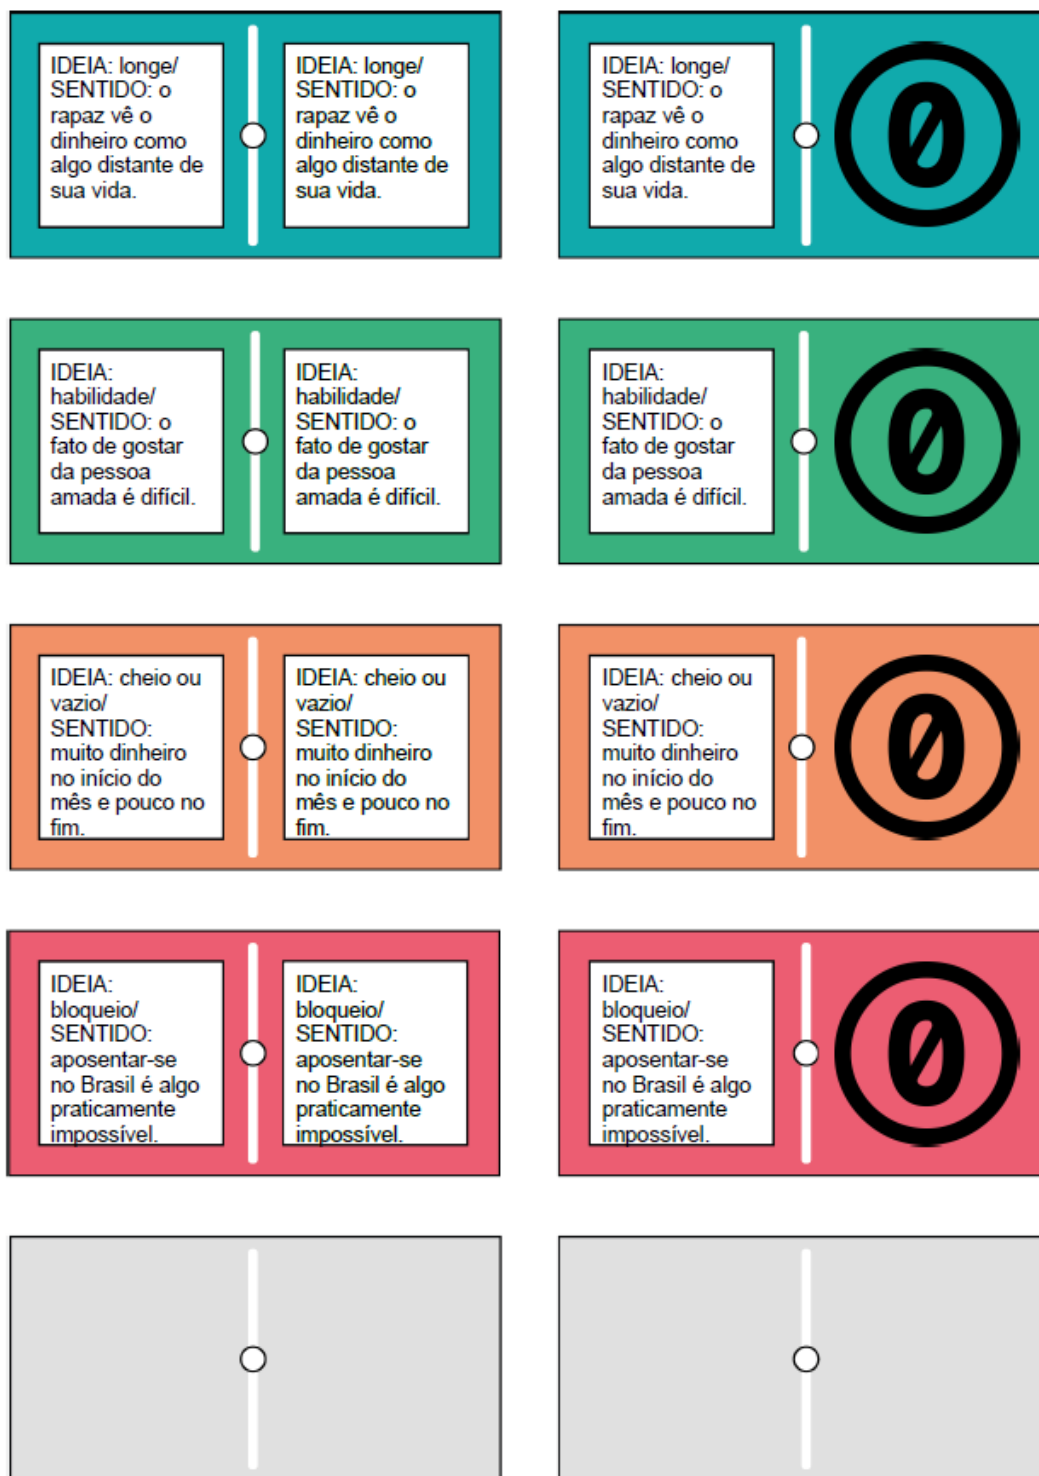 IDEIA: longe/
SENTIDO: o
rapaz vê o
dinheiro como
algo distante de
sua vida.
IDEIA: longe/
SENTIDO: o
rapaz vê o
dinheiro como
algo distante de
sua vida.
IDEIA: longe/
SENTIDO: o
rapaz vê o
dinheiro como
algo distante de
sua vida.
0
IDEIA:
habilidade/
SENTIDO: o
fato de gostar
da pessoa
amada é difícil.
IDEIA:
habilidade/
SENTIDO: o
fato de gostar
da pessoa
amada é difícil.
IDEIA:
habilidade/
SENTIDO: o
fato de gostar
da pessoa
amada é difícil.
0
IDEIA: cheio ou
vazio/
SENTIDO:
muito dinheiro
no início do
mês e pouco no
fim.
IDEIA: cheio ou
vazio/
SENTIDO:
muito dinheiro
no início do
mês e pouco no
fim.
IDEIA: cheio ou
vazio/
SENTIDO:
muito dinheiro
no início do
mês e pouco no
fim.
0
IDEIA:
bloqueio/
SENTIDO:
aposentar-se
no Brasil é algo
praticamente
impossível.
IDEIA:
bloqueio/
SENTIDO:
aposentar-se
no Brasil é algo
praticamente
impossível.
IDEIA:
bloqueio/
SENTIDO:
aposentar-se
no Brasil é algo
praticamente
impossível.
0